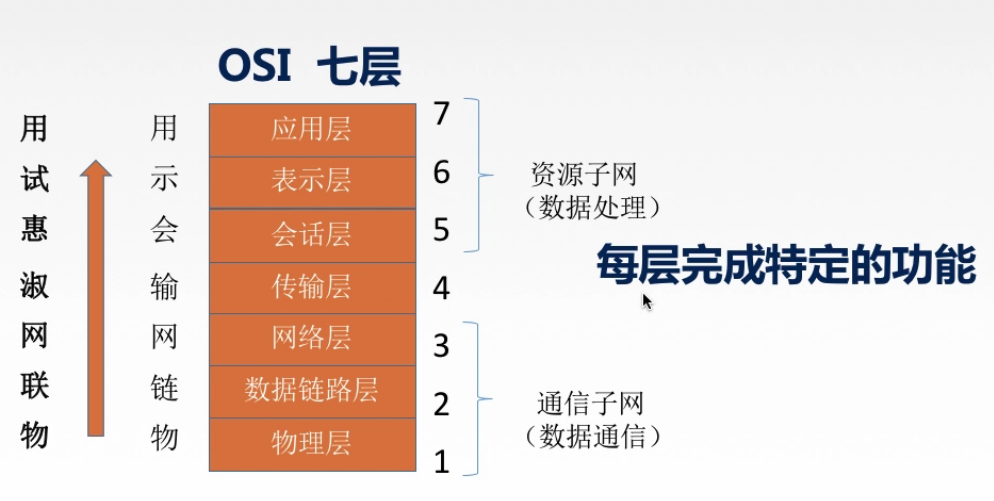 OSI 七层
用 用 应用层 7
试 示 表示层 6
惠 会 会话层 5
淑 输 传输层 4
网 网 网络层 3
联 链 数据链路层 2
物 物 物理层 1
资源子网
（数据处理）
每层完成特定的功能
通信子网
（数据通信）